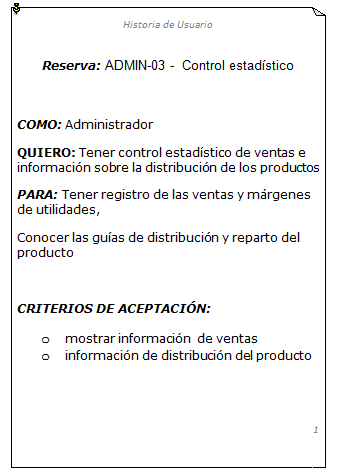 Historia de Usuario
Reserva: ADMIN-03 - Control estadístico
COMO: Administrador
QUIERO: Tener control estadístico de ventas e
información sobre la distribución de los productos
PARA: Tener registro de las ventas y márgenes
de utilidades,
Conocer las guías de distribución y reparto del
producto
CRITERIOS DE ACEPTACIÓN:
o mostrar información de ventas
o información de distribución del producto
1